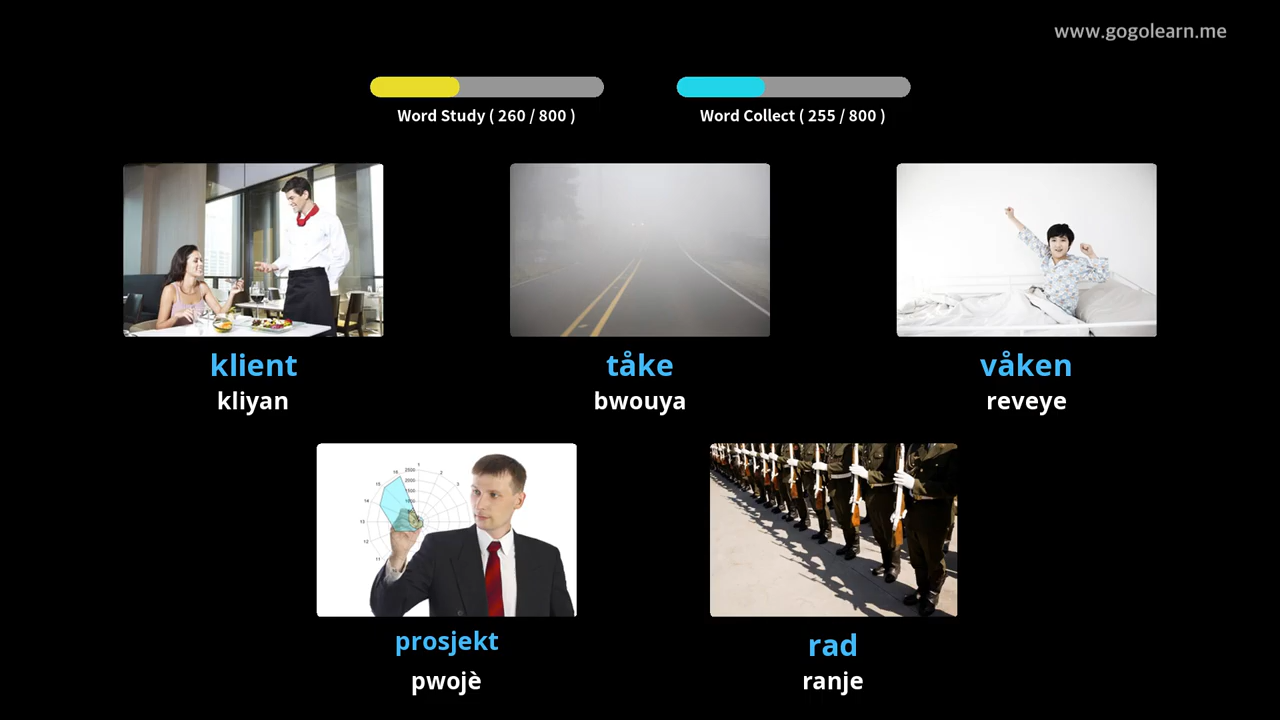 www.gogolearn.me
Word Study ( 260 / 800 )
Word Collect ( 255 / 800 )
klient
kliyan
tåke
bwouya
våken
reveye
prosjekt
pwojè
rad
ranje